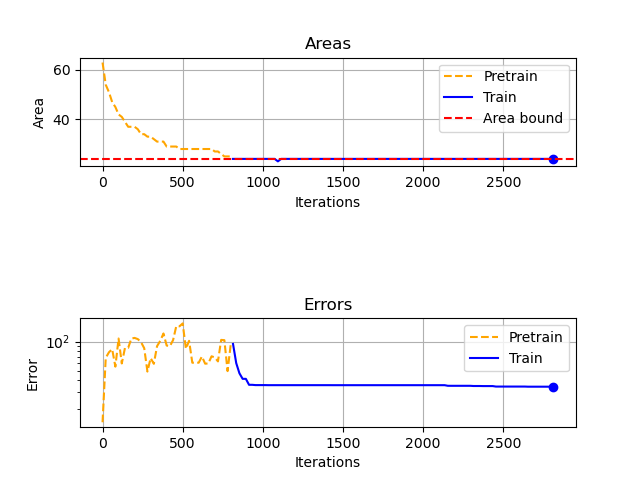 Areas
60
40
Area
Pretrain
Train
Area bound
0 500 1000 1500 2000 2500
Iterations
Errors
10²
Error
Pretrain
Train
0 500 1000 1500 2000 2500
Iterations